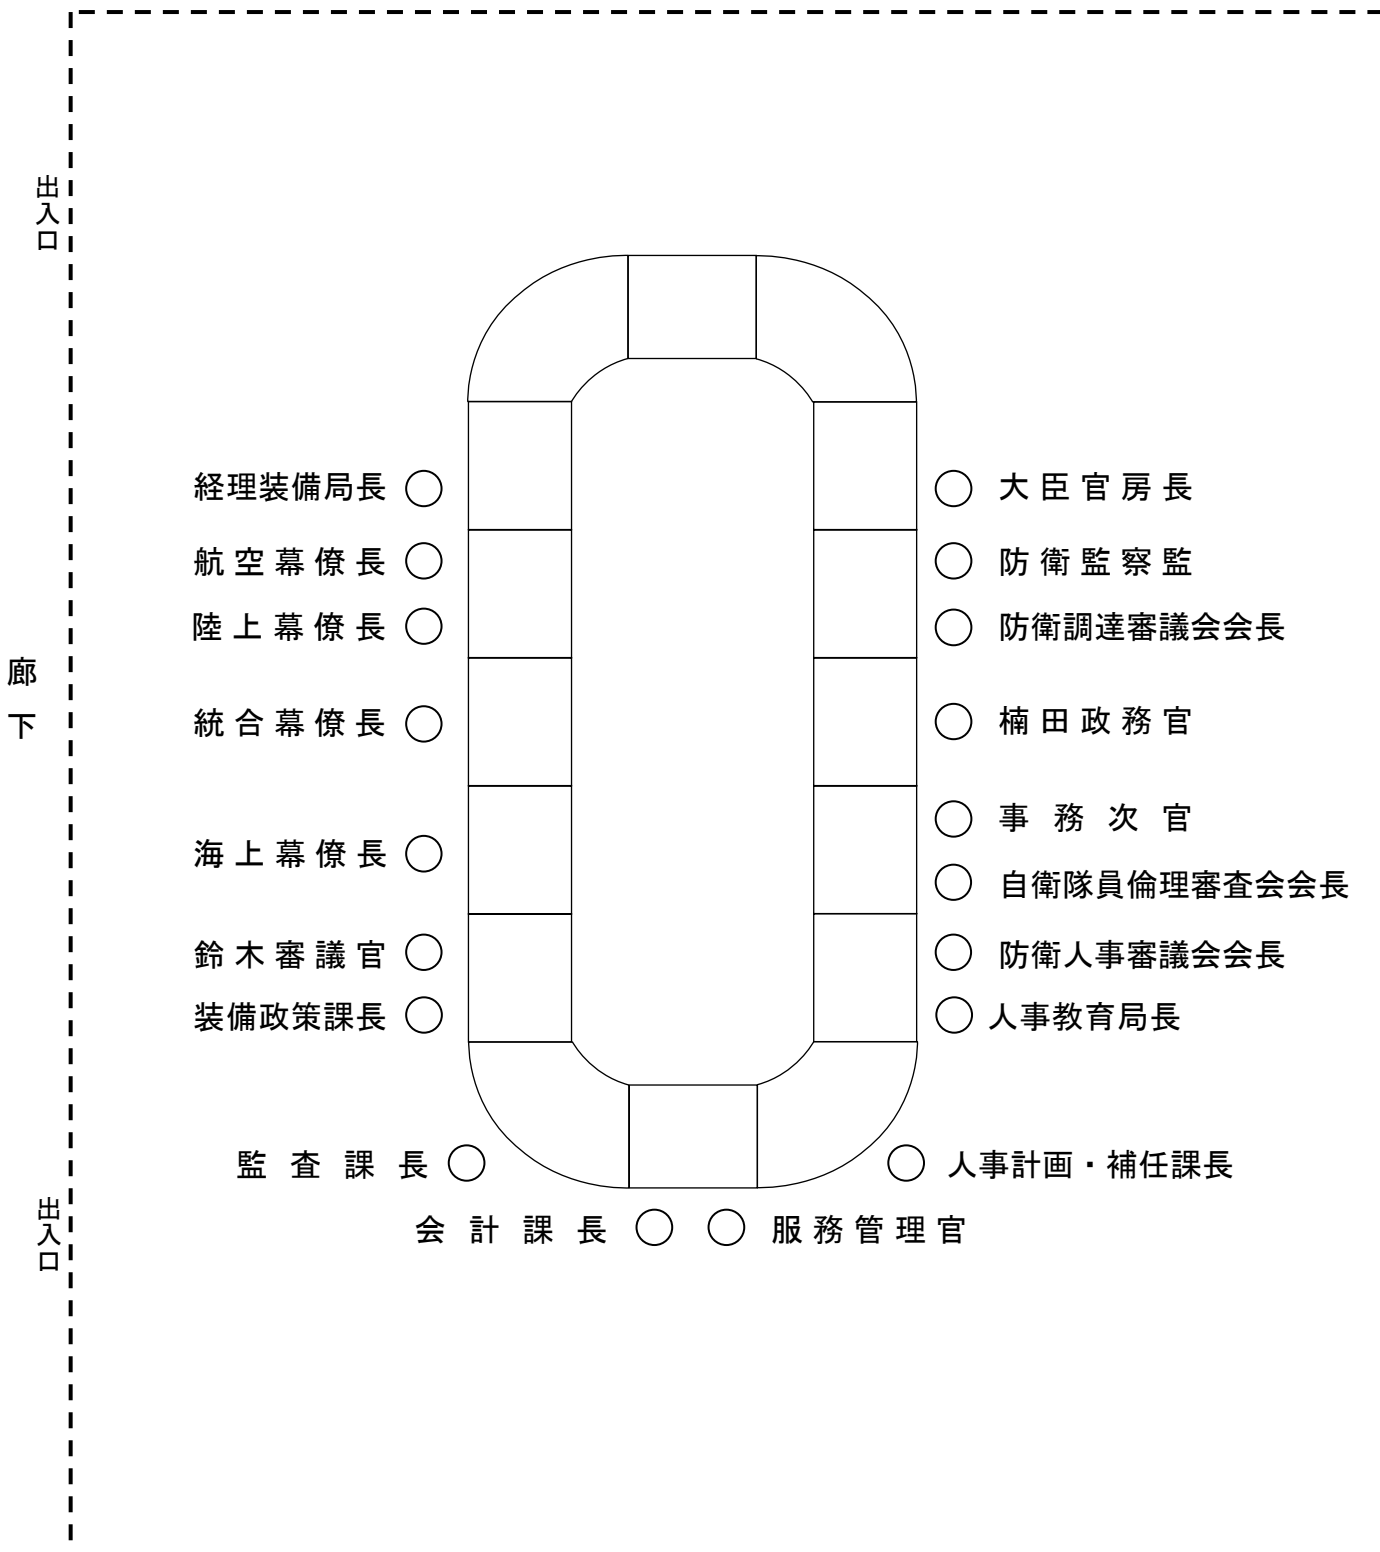 出入口
経理装備局長
大臣官房長
航空幕僚長
防衛監察監
陸上幕僚長
防衛調達審議会会長
廊下
統合幕僚長
楠田政務官
事務次官
海上幕僚長
自衛隊員倫理審査会会長
鈴木審議官
防衛人事審議会会長
装備政策課長
人事教育局長
監査課長
人事計画・補任課長
出入口
会計課長
服務管理官